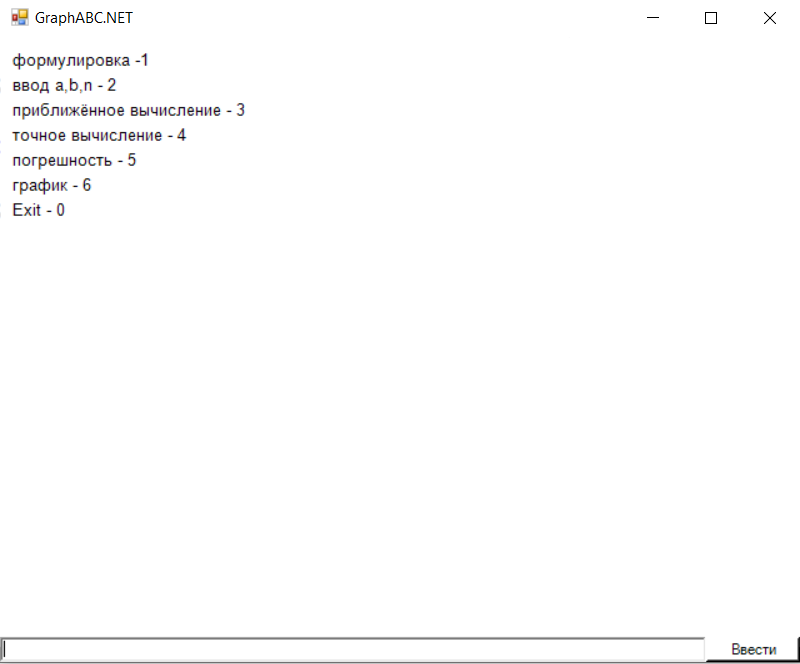 GraphABC.NET
формулировка -1
ввод a,b,n - 2
приближённое вычисление - 3
точное вычисление - 4
погрешность - 5
график - 6
Exit - 0
Ввести